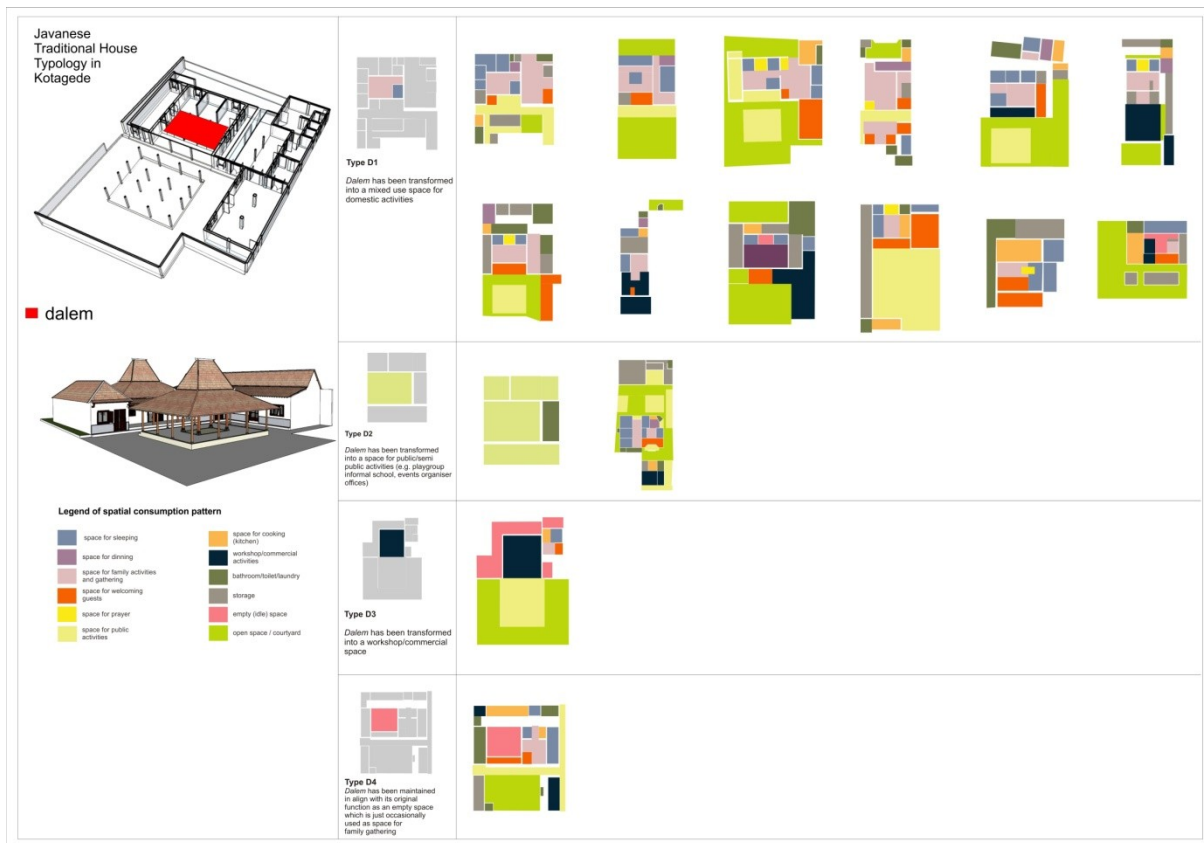 Javanese
Traditional House
Typology in
Kotagede
dalem
Legend of spatial consumption pattern
space for sleeping
space for dinning
space for family activities
and gathering
space for welcoming
guests
space for prayer
space for public
activities
space for cooking
(kitchen)
workshop/commercial
activities
bathroom/toilet/laundry
storage
empty (idle) space
open space / courtyard
Type D1
Dalem has been transformed
into a mixed use space for
domestic activities
Type D2
Dalem has been transformed
into a space for public/semi
public activities (e.g. playgroup
informal school, events organiser
offices)
Type D3
Dalem has been transformed
into a workshop/commercial
space
Type D4
Dalem has been maintained
in align with its original
function as an empty space
which is just occasionally
used as space for
family gathering